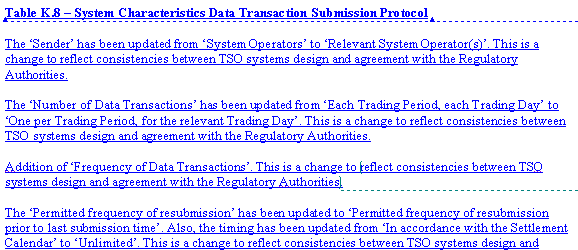 Table K.8 – System Characteristics Data Transaction Submission Protocol
The ‘Sender’ has been updated from ‘System Operators’ to ‘Relevant System Operator(s)’. This is a
change to reflect consistencies between TSO systems design and agreement with the Regulatory
Authorities.
The ‘Number of Data Transactions’ has been updated from ‘Each Trading Period, each Trading Day’ to
‘One per Trading Period, for the relevant Trading Day’. This is a change to reflect consistencies between
TSO systems design and agreement with the Regulatory Authorities.
Addition of ‘Frequency of Data Transactions’. This is a change to reflect consistencies between TSO
systems design and agreement with the Regulatory Authorities
The ‘Permitted frequency of resubmission’ has been updated to ‘Permitted frequency of resubmission
prior to last submission time’. Also, the timing has been updated from ‘In accordance with the Settlement
Calendar’ to ‘Unlimited’. This is a change to reflect consistencies between TSO systems design and